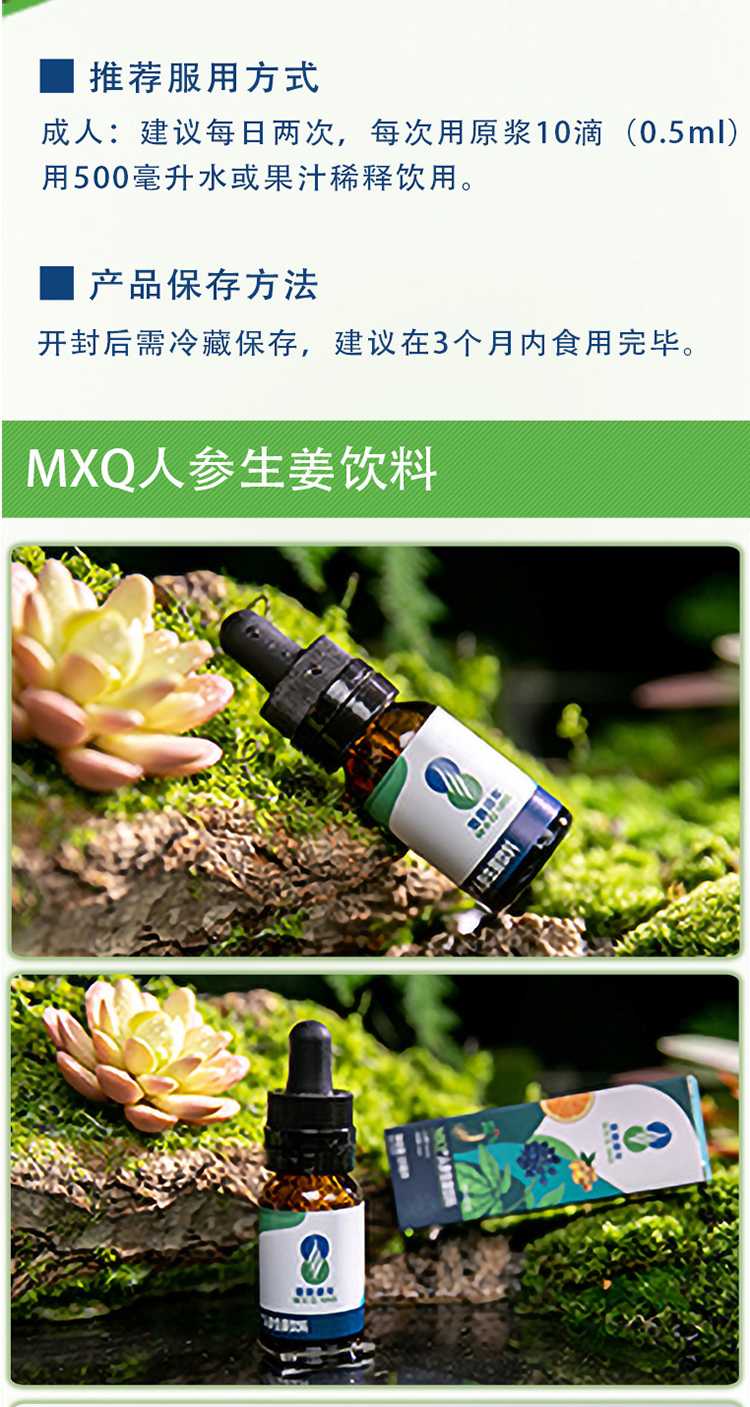 推荐服用方式
成人：建议每日两次，每次用原浆10滴（0.5ml）
用500毫升水或果汁稀释饮用。
产品保存方法
开封后需冷藏保存，建议在3个月内食用完毕。
MXQ人参生姜饮料